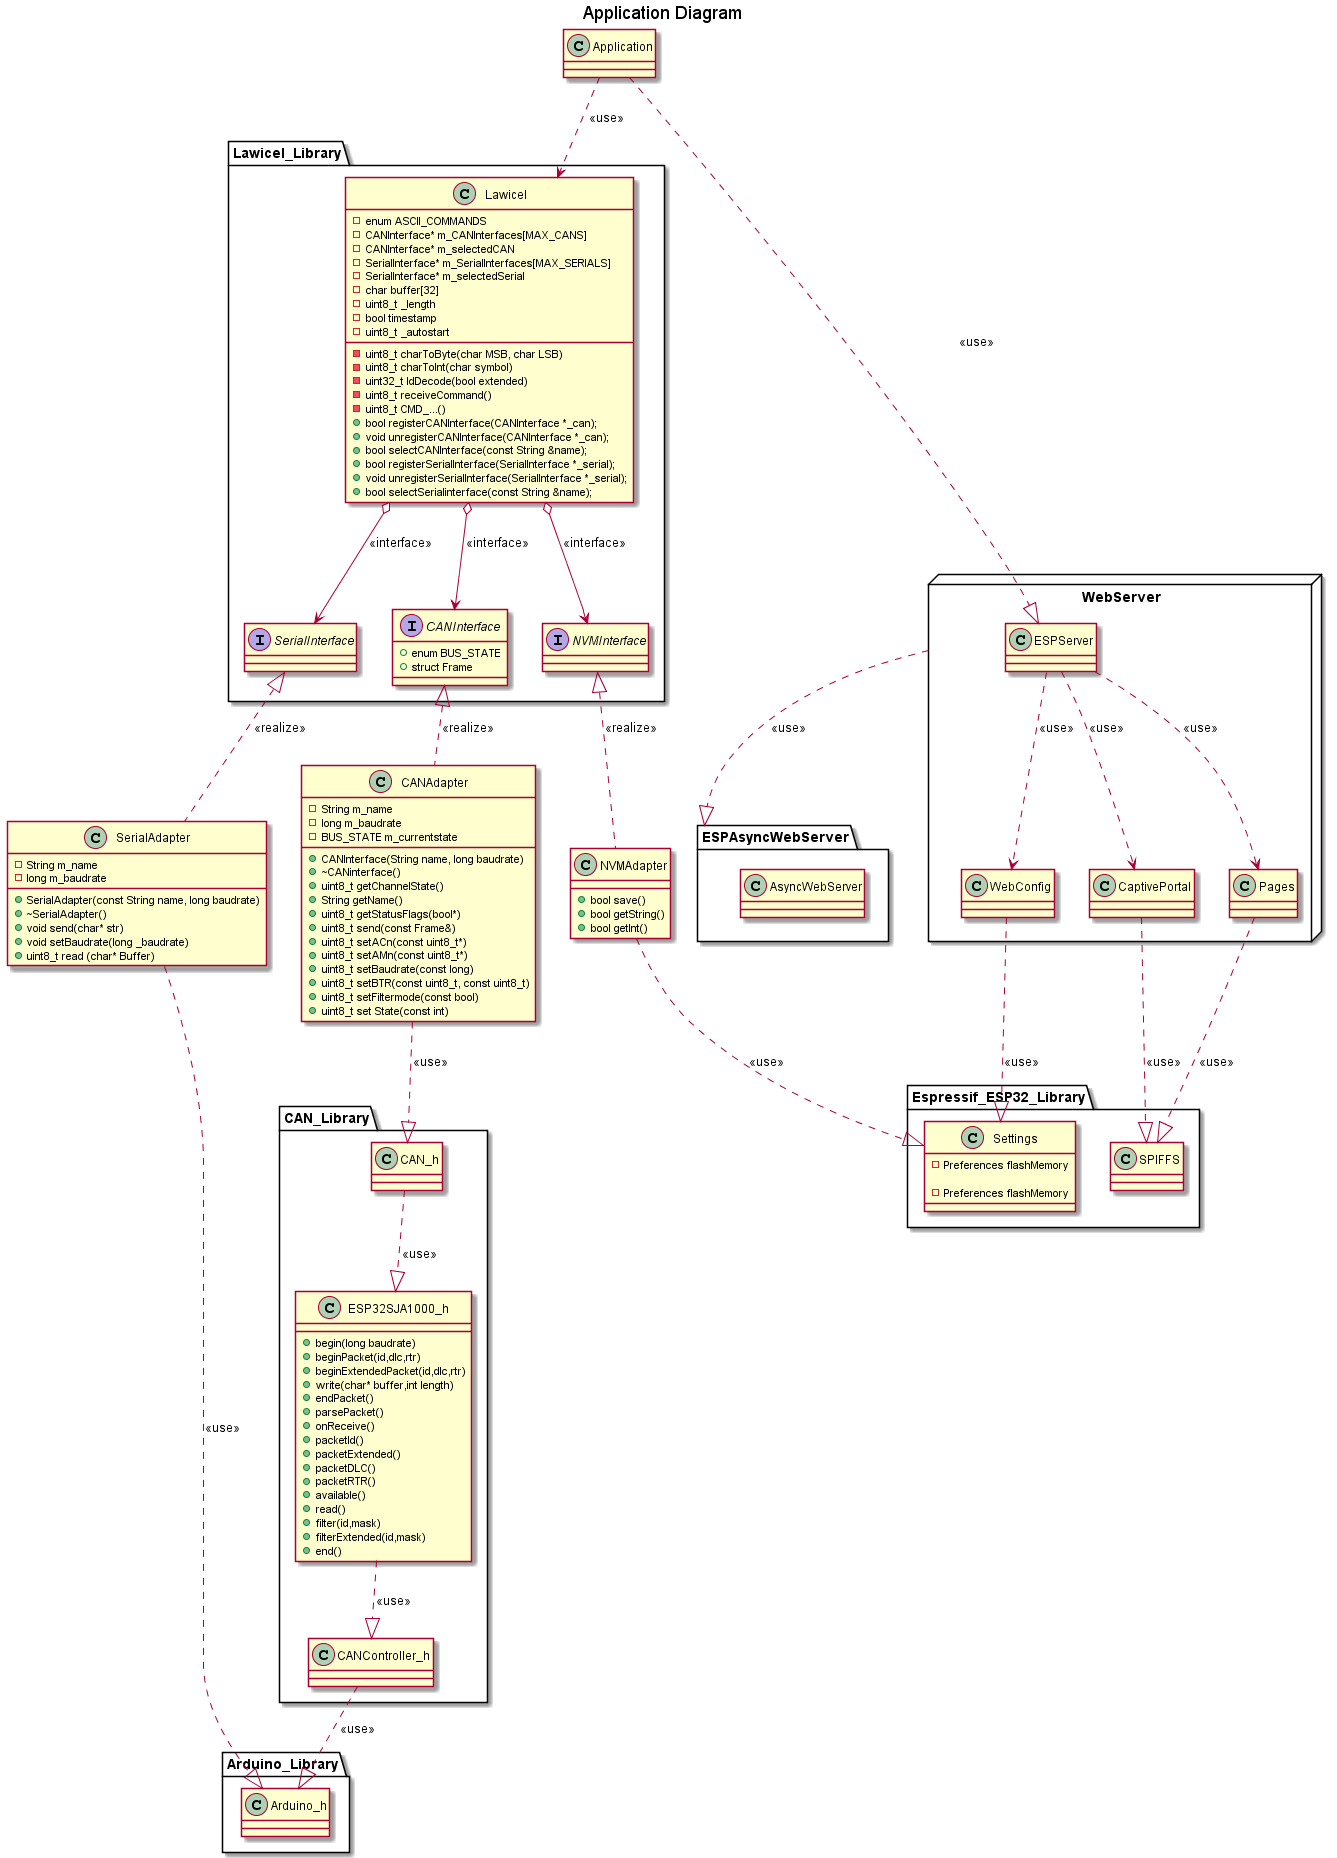 Application Diagram
C Application
«use»
«use»
Lawicel_Library
C Lawicel
enum ASCII_COMMANDS
CANInterface* m_CANInterfaces[MAX_CANS]
CANInterface* m_selectedCAN
SerialInterface* m_SerialInterfaces[MAX_SERIALS]
SerialInterface* m_selectedSerial
char buffer[32]
uint8_t _length
bool timestamp
uint8_t _autostart
uint8_t charToByte(char MSB, char LSB)
uint8_t charToInt(char symbol)
uint32_t IdDecode(bool extended)
uint8_t receiveCommand()
uint8_t CMD_...()
bool registerCANInterface(CANInterface *_can);
void unregisterCANInterface(CANInterface *_can);
bool selectCANInterface(const String &name);
bool registerSerialInterface(SerialInterface *_serial);
void unregisterSerialInterface(SerialInterface *_serial);
bool selectSerialinterface(const String &name);
«interface»
«interface»
«interface»
I SerialInterface
I CANInterface
enum BUS_STATE
struct Frame
I NVMInterface
WebServer
C ESPServer
«realize»
«realize»
«realize»
«use»
«use»
«use»
«use»
C SerialAdapter
String m_name
long m_baudrate
SerialAdapter(const String name, long baudrate)
~SerialAdapter()
void send(char* str)
void setBaudrate(long _baudrate)
uint8_t read (char* Buffer)
C CANAdapter
String m_name
long m_baudrate
BUS_STATE m_currentstate
CANInterface(String name, long baudrate)
~CANinterface()
uint8_t getChannelState()
String getName()
uint8_t getStatusFlags(bool*)
uint8_t send(const Frame&)
uint8_t setACn(const uint8_t*)
uint8_t setAMn(const uint8_t*)
uint8_t setBaudrate(const long)
uint8_t setBTR(const uint8_t, const uint8_t)
uint8_t setFiltermode(const bool)
uint8_t set State(const int)
C NVMAdapter
bool save()
bool getString()
bool getInt()
ESPAsyncWebServer
C AsyncWebServer
C WebConfig
C CaptivePortal
C Pages
«use»
«use»
«use»
«use»
«use»
Espressif_ESP32_Library
C Settings
Preferences flashMemory
Preferences flashMemory
C SPIFFS
CAN_Library
C CAN_h
«use»
C ESP32SJA1000_h
begin(long baudrate)
beginPacket(id,dlc,rtr)
beginExtendedPacket(id,dlc,rtr)
write(char* buffer,int length)
endPacket()
parsePacket()
onReceive()
packetId()
packetExtended()
packetDLC()
packetRTR()
available()
read()
filter(id,mask)
filterExtended(id,mask)
end()
«use»
«use»
C CANController_h
«use»
Arduino_Library
C Arduino_h